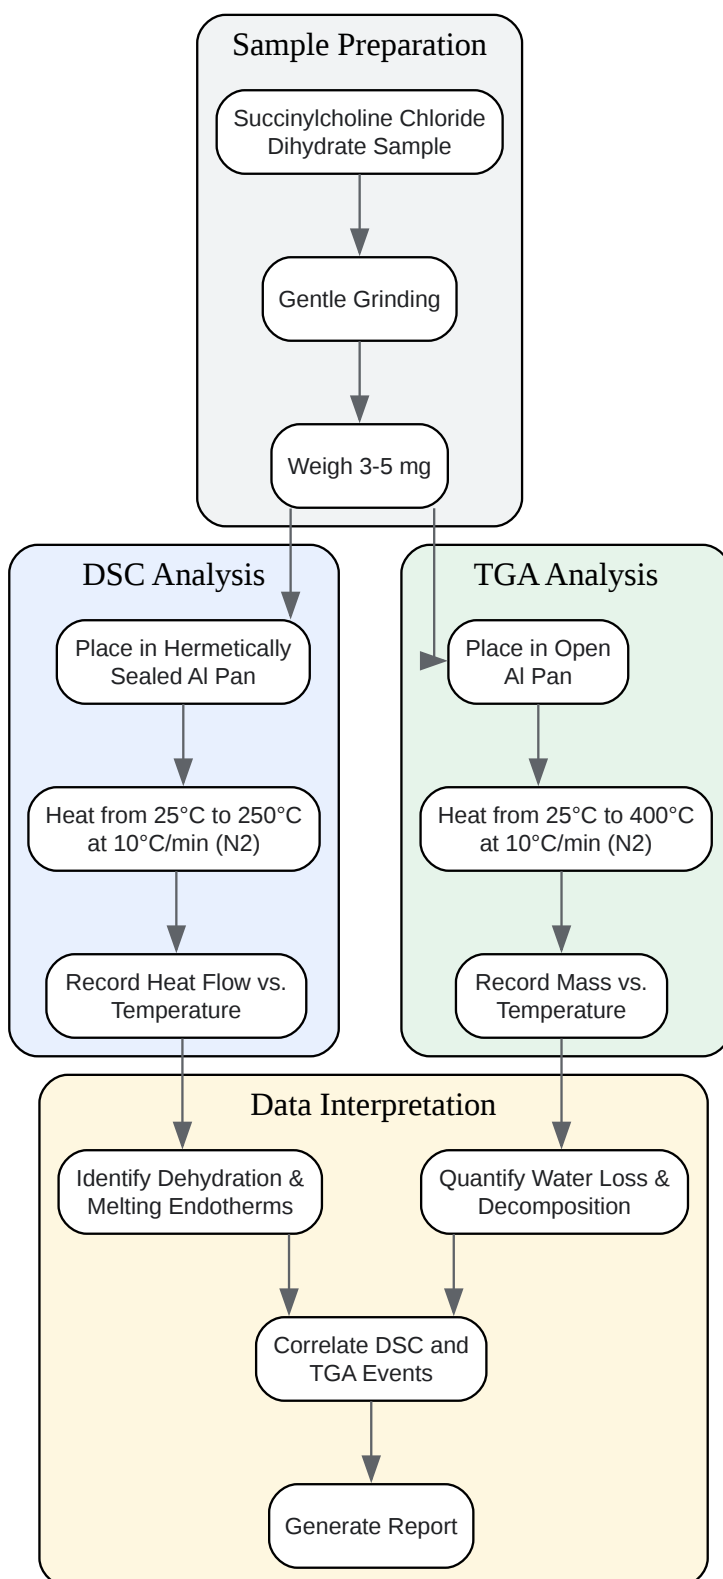 Sample Preparation
Succinylcholine Chloride
Dihydrate Sample
Gentle Grinding
Weigh 3-5 mg
DSC Analysis
Place in Hermetically
Sealed Al Pan
Heat from 25°C to 250°C
at 10°C/min (N2)
Record Heat Flow vs.
Temperature
TGA Analysis
Place in Open
Al Pan
Heat from 25°C to 400°C
at 10°C/min (N2)
Record Mass vs.
Temperature
Data Interpretation
Identify Dehydration &
Melting Endotherms
Quantify Water Loss &
Decomposition
Correlate DSC and
TGA Events
Generate Report